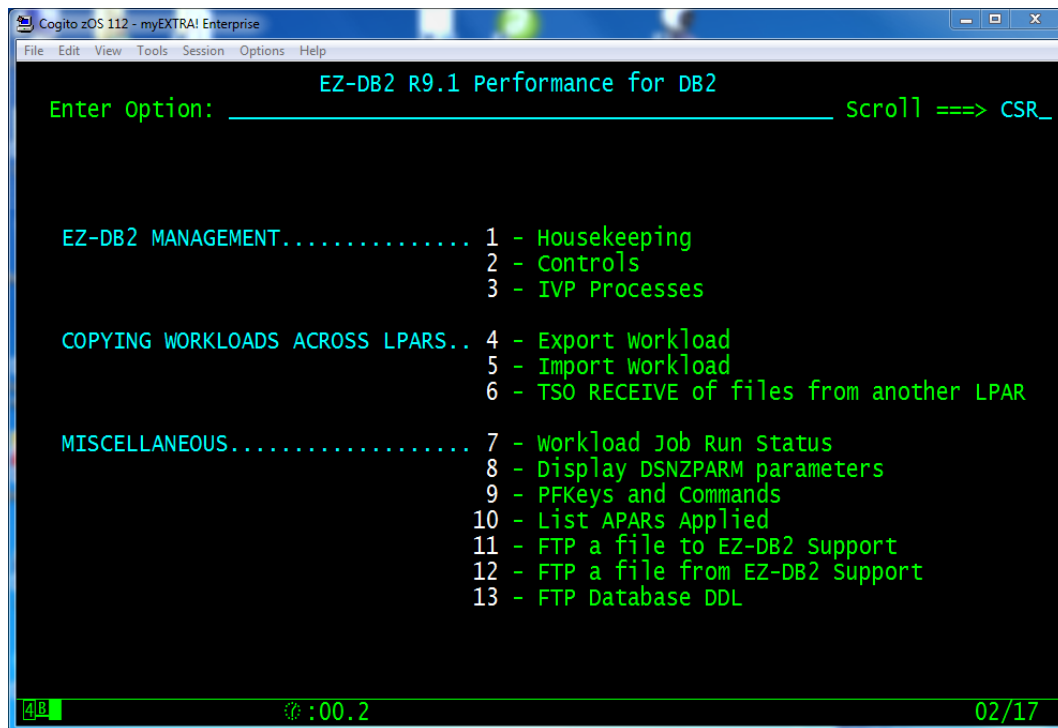 Cogito zOS 112 - myEXTRA! Enterprise
File Edit View Tools Session Options Help
EZ-DB2 R9.1 Performance for DB2
Enter Option: ________________________________________________ Scroll ===> CSR_
EZ-DB2 MANAGEMENT............... 1 - Housekeeping
2 - Controls
3 - IVP Processes
COPYING WORKLOADS ACROSS LPARS.. 4 - Export Workload
5 - Import Workload
6 - TSO RECEIVE of files from another LPAR
MISCELLANEOUS................... 7 - Workload Job Run Status
8 - Display DSNZPARM parameters
9 - PFKeys and Commands
10 - List APARs Applied
11 - FTP a file to EZ-DB2 Support
12 - FTP a file from EZ-DB2 Support
13 - FTP Database DDL
4B :00.2 02/17